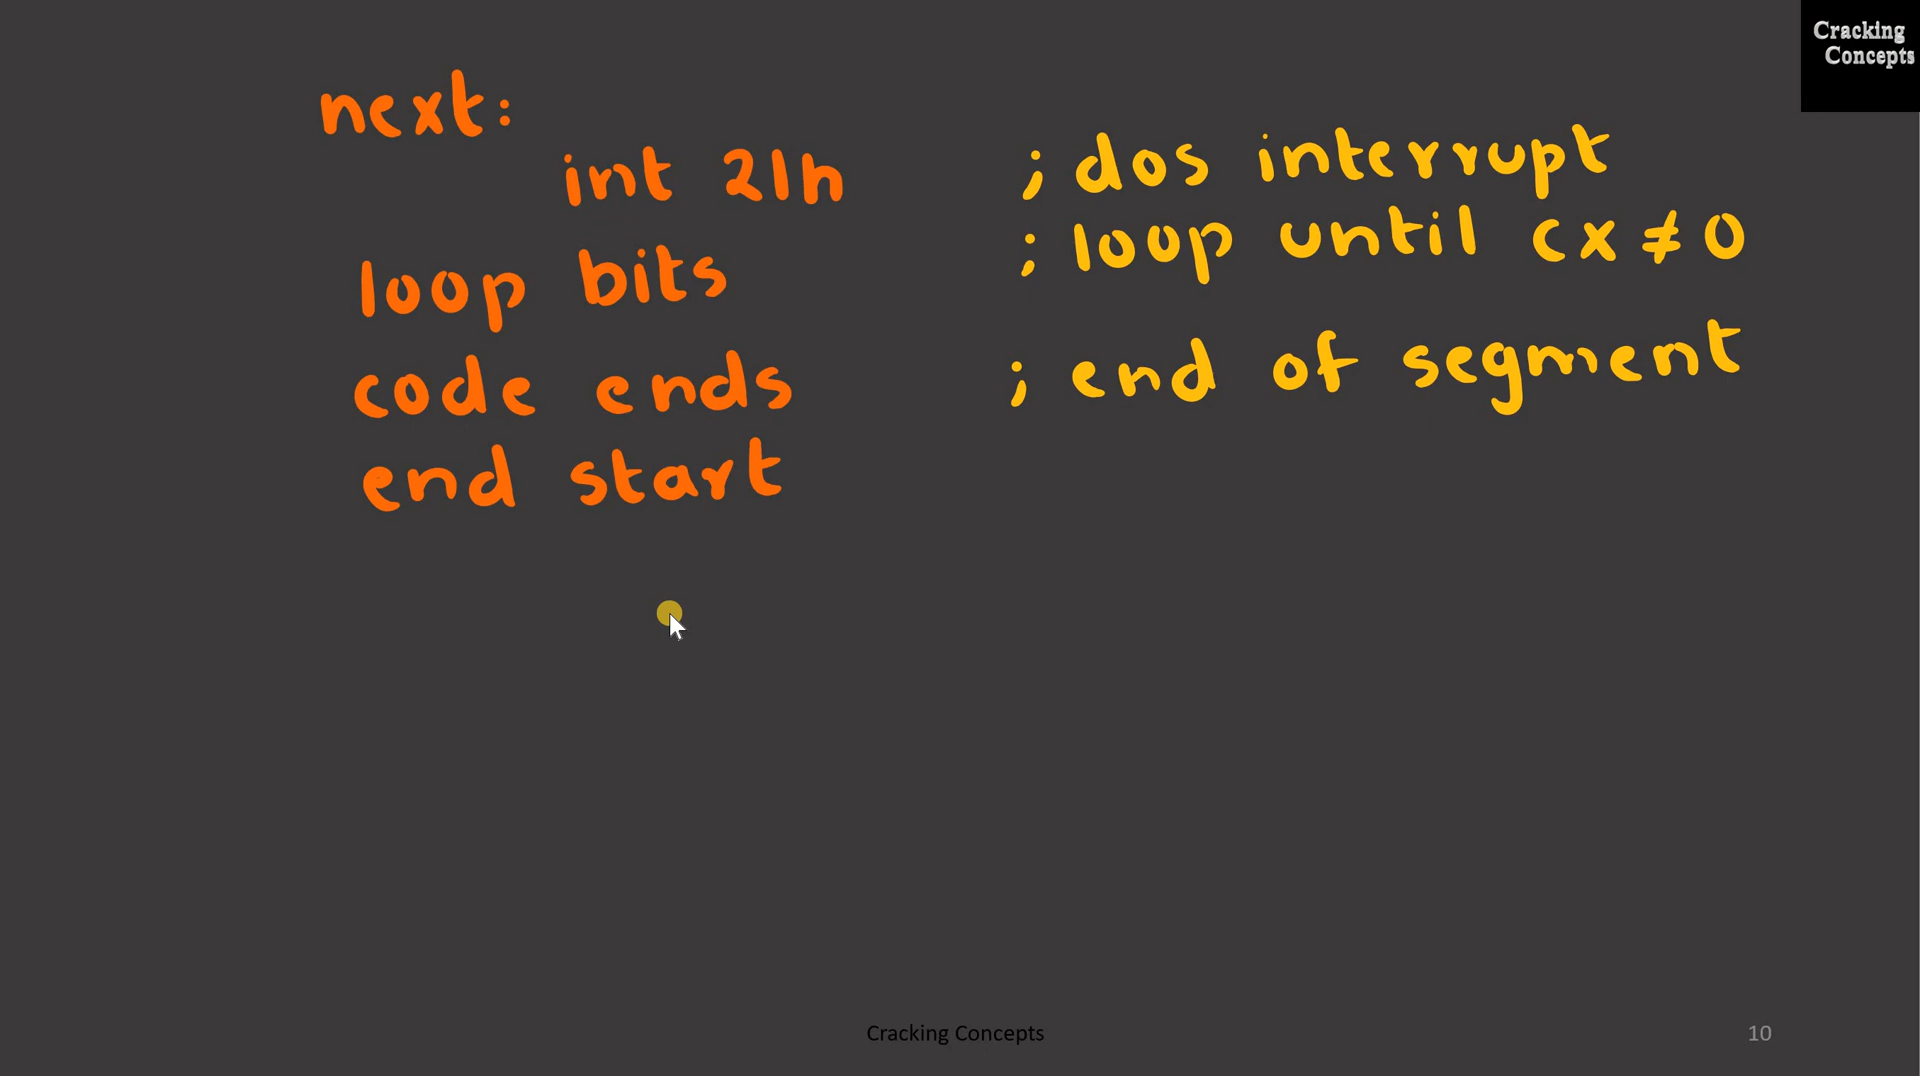 Cracking
Concepts
next:
int 21h ; dos interrupt
loop bits ; loop until cx ≠ 0
code ends ; end of segment
end start
Cracking Concepts
10